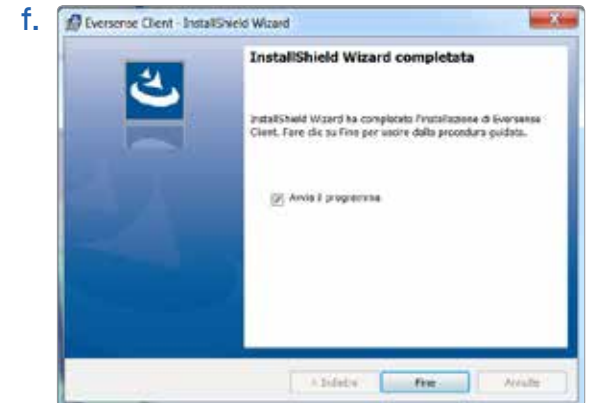 f.
Eversense Client - InstallShield Wizard
InstallShield Wizard completata
InstallShield Wizard ha completato l'installazione di Eversense
Client. Fare clic su Fine per uscire dalla procedura guidata.
Avvia il programma
< Indietro
Fine
Annulla